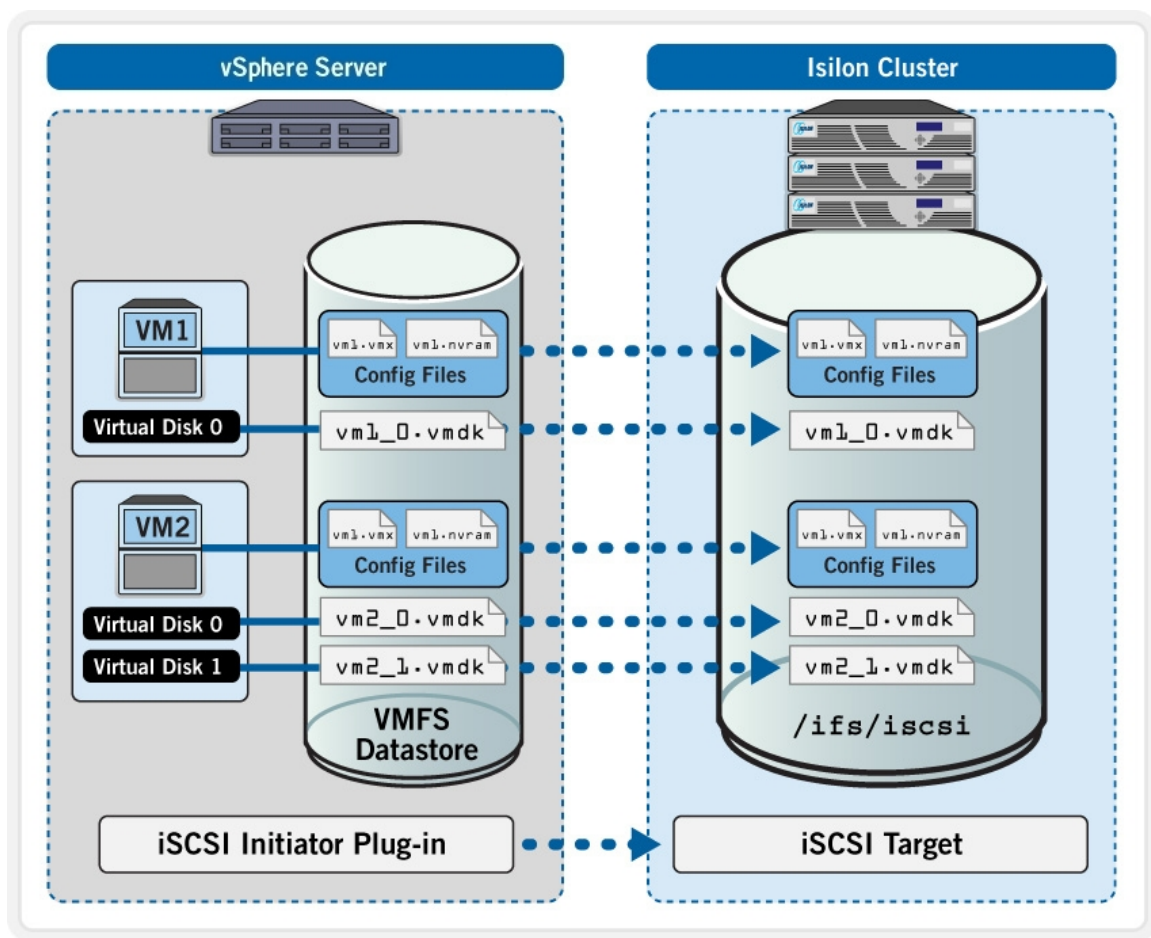 vSphere Server
Isilon Cluster
VM1
vm1.vmx
vm1.nvram
Config Files
vm1.vmx
vm1.nvram
Config Files
Virtual Disk 0
vm1_0.vmdk
vm1_0.vmdk
VM2
vm1.vmx
vm1.nvram
Config Files
vm1.vmx
vm1.nvram
Config Files
Virtual Disk 0
vm2_0.vmdk
vm2_0.vmdk
Virtual Disk 1
vm2_1.vmdk
vm2_1.vmdk
VMFS
Datastore
/ifs/iscsi
iSCSI Initiator Plug-in
iSCSI Target